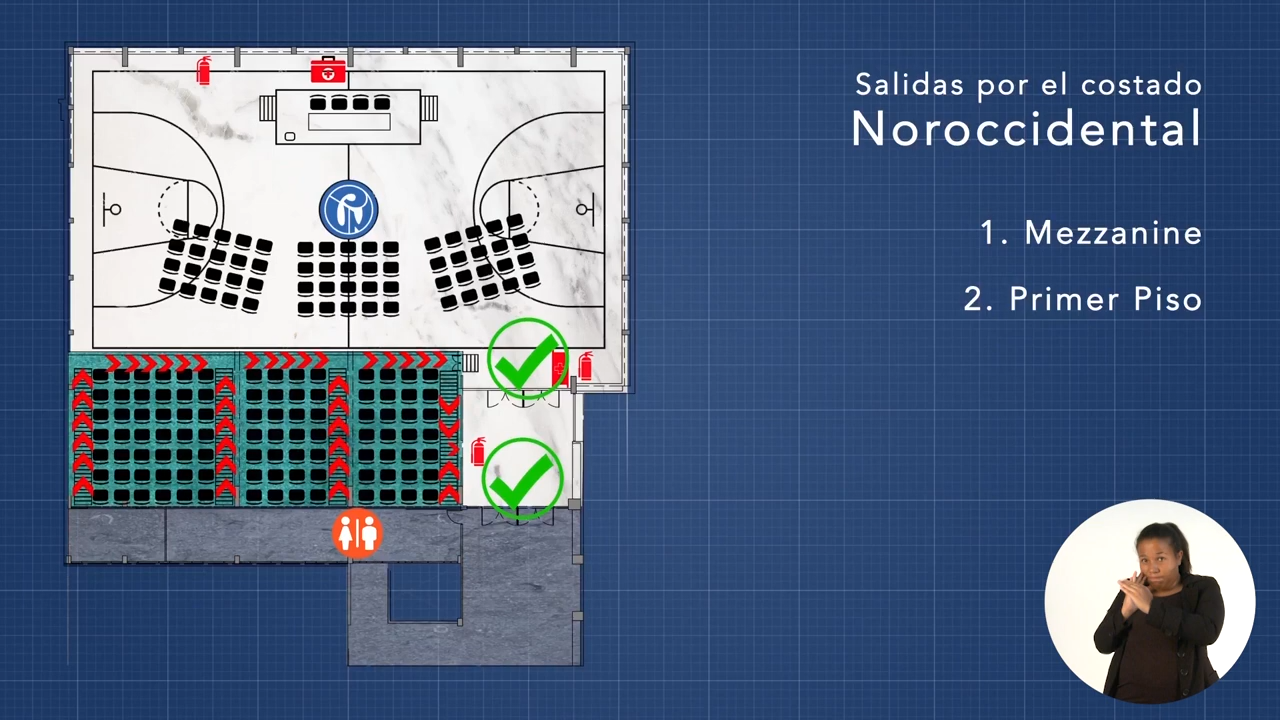 Salidas por el costado
Noroccidental
1. Mezzanine
2. Primer Piso